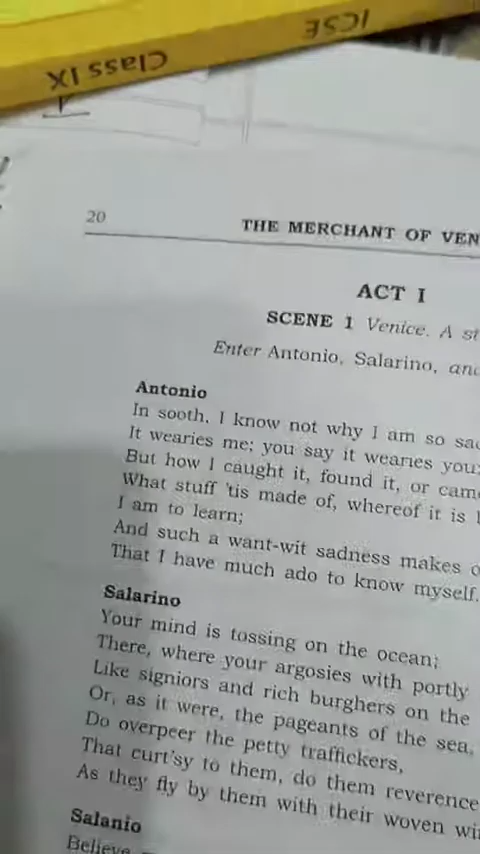 ICSE
Class IX
20
THE MERCHANT OF VEN
ACT I
SCENE 1 Venice. A st
Enter Antonio, Salarino, and
Antonio
In sooth, I know not why I am so sad
It wearies me; you say it wearies you;
But how I caught it, found it, or came
What stuff 'tis made of, whereof it is
I am to learn;
And such a want-wit sadness makes o
That I have much ado to know myself.
Salarino
Your mind is tossing on the ocean;
There, where your argosies with portly
Like signiors and rich burghers on the
Or, as it were, the pageants of the sea,
Do overpeer the petty traffickers,
That curt'sy to them, do them reverence
As they fly by them with their woven wi
Salanio
Believe